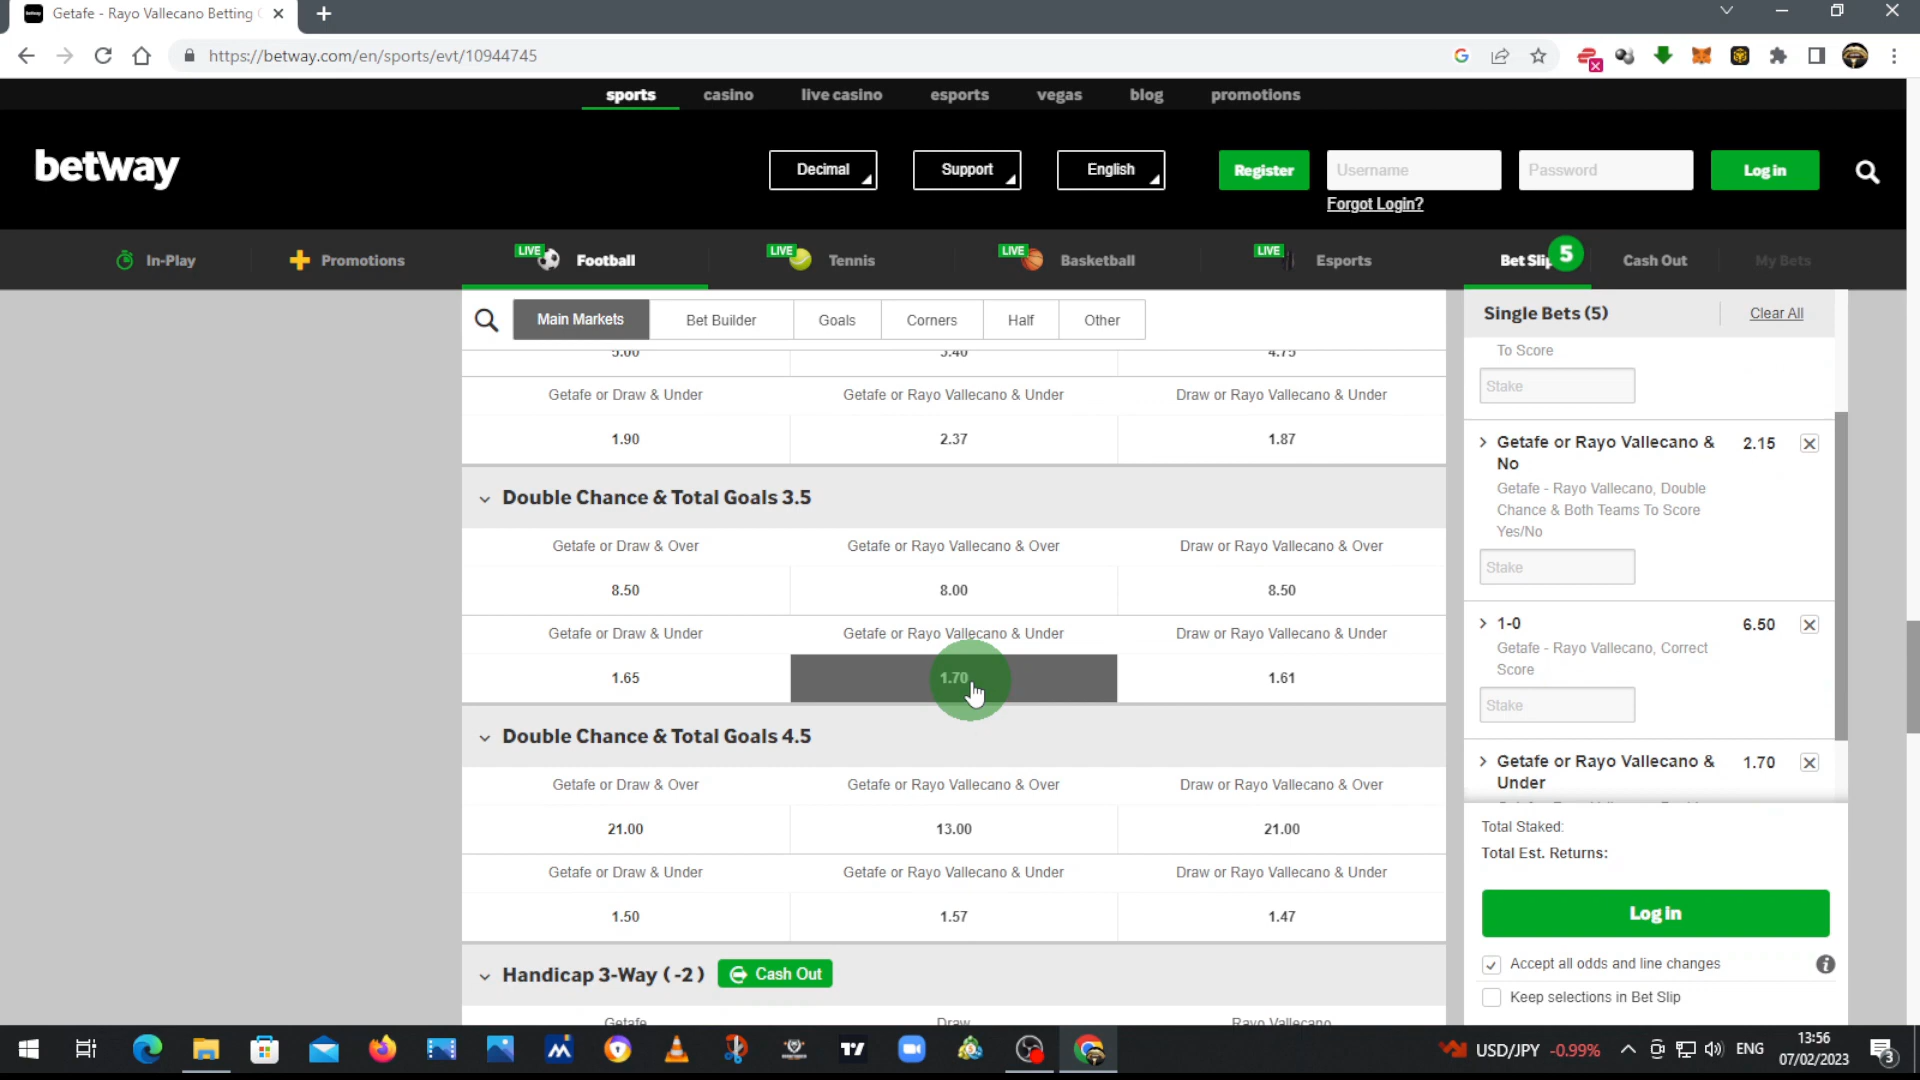 Getafe - Rayo Vallecano Betting
https://betway.com/en/sports/evt/10944745
sports casino live casino esports vegas blog promotions
betway
Decimal Support English Register Username Password Log in
Forgot Login?
In-Play Promotions LIVE Football LIVE Tennis LIVE Basketball LIVE Esports Bet Slip 5 Cash Out My Bets
Main Markets Bet Builder Goals Corners Half Other
5.00 3.40 4.75
Getafe or Draw & Under Getafe or Rayo Vallecano & Under Draw or Rayo Vallecano & Under
1.90 2.37 1.87
Double Chance & Total Goals 3.5
Getafe or Draw & Over Getafe or Rayo Vallecano & Over Draw or Rayo Vallecano & Over
8.50 8.00 8.50
Getafe or Draw & Under Getafe or Rayo Vallecano & Under Draw or Rayo Vallecano & Under
1.65 1.70 1.61
Double Chance & Total Goals 4.5
Getafe or Draw & Over Getafe or Rayo Vallecano & Over Draw or Rayo Vallecano & Over
21.00 13.00 21.00
Getafe or Draw & Under Getafe or Rayo Vallecano & Under Draw or Rayo Vallecano & Under
1.50 1.57 1.47
Handicap 3-Way ( -2 ) Cash Out
Getafe Draw Rayo Vallecano
Single Bets (5) Clear All
To Score
Stake
Getafe or Rayo Vallecano & 2.15
No
Getafe - Rayo Vallecano, Double
Chance & Both Teams To Score
Yes/No
Stake
1-0 6.50
Getafe - Rayo Vallecano, Correct
Score
Stake
Getafe or Rayo Vallecano & 1.70
Under
Total Staked:
Total Est. Returns:
Log in
Accept all odds and line changes
Keep selections in Bet Slip
USD/JPY -0.99% ENG 13:56
07/02/2023
3